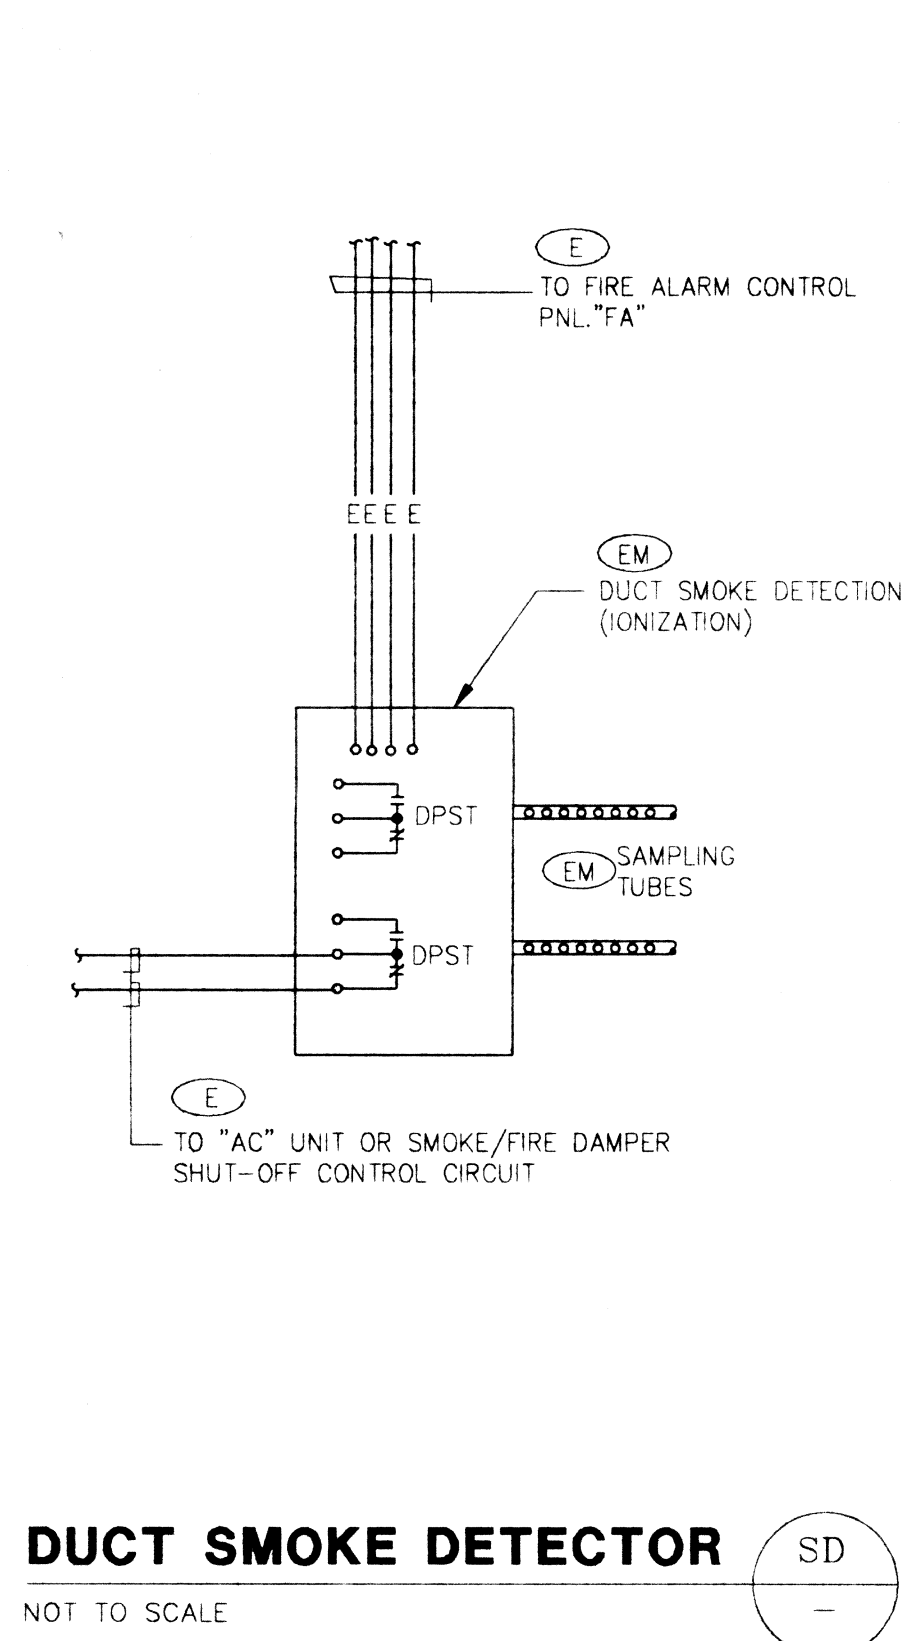 E
TO FIRE ALARM CONTROL
PNL."FA"
E E E E
EM
DUCT SMOKE DETECTION
(IONIZATION)
DPST
EM
SAMPLING
TUBES
DPST
E
TO "AC" UNIT OR SMOKE/FIRE DAMPER
SHUT-OFF CONTROL CIRCUIT
DUCT SMOKE DETECTOR
SD
NOT TO SCALE
-